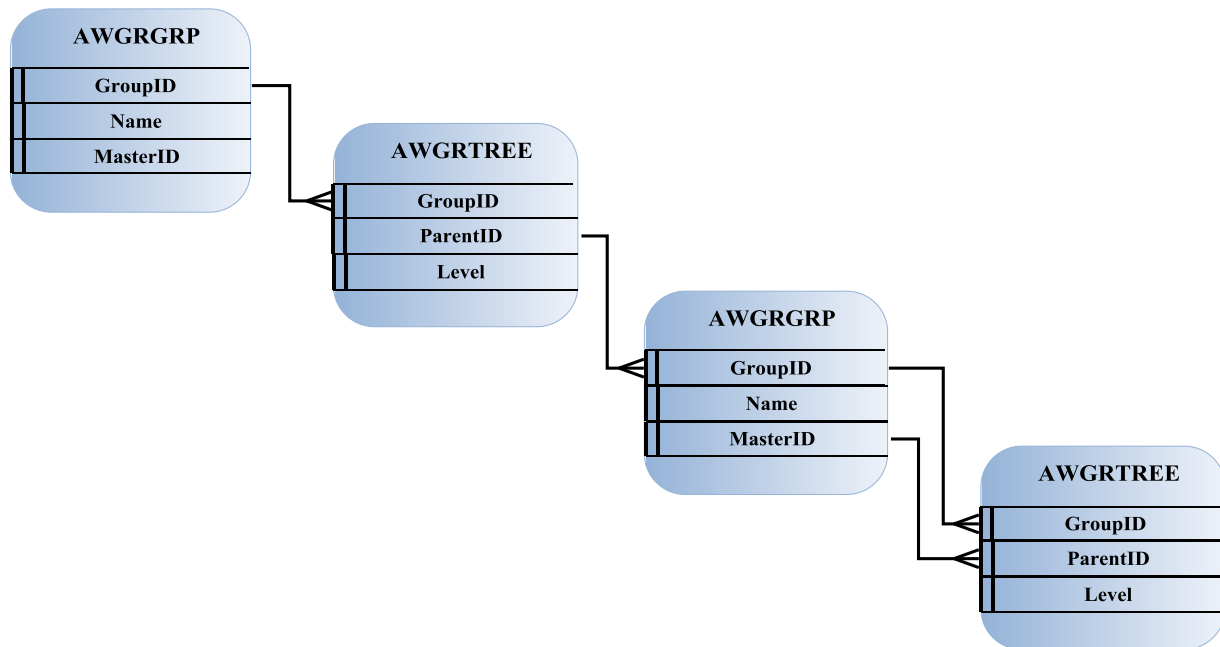 AWGRGRP
GroupID
Name
MasterID
AWGRTREE
GroupID
ParentID
Level
AWGRGRP
GroupID
Name
MasterID
AWGRTREE
GroupID
ParentID
Level